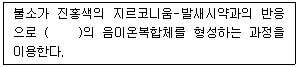 불소가 진홍색의 지르코니움-발색시약과의 반응
으로 (    )의 음이온복합체를 형성하는 과정을
이용한다.